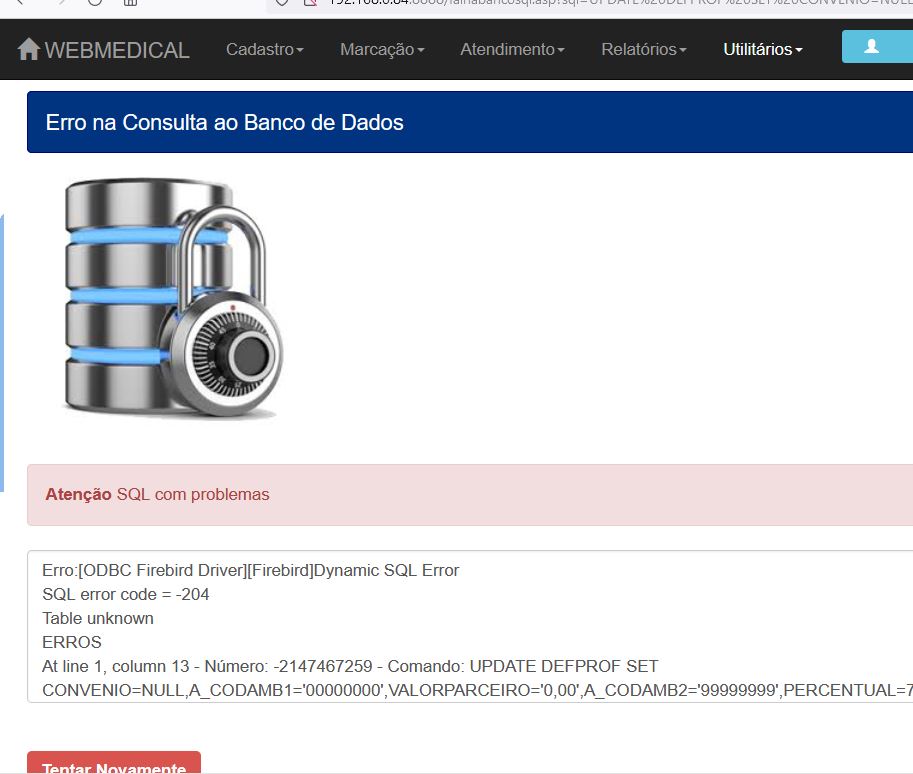 WEBMEDICAL Cadastro Marcação Atendimento Relatórios Utilitários
Erro na Consulta ao Banco de Dados
Atenção SQL com problemas
Erro:[ODBC Firebird Driver][Firebird]Dynamic SQL Error
SQL error code = -204
Table unknown
ERROS
At line 1, column 13 - Número: -2147467259 - Comando: UPDATE DEFPROF SET
CONVENIO=NULL,A_CODAMB1='00000000',VALORPARCEIRO='0,00',A_CODAMB2='99999999',PERCENTUAL=7
Tentar Novamente